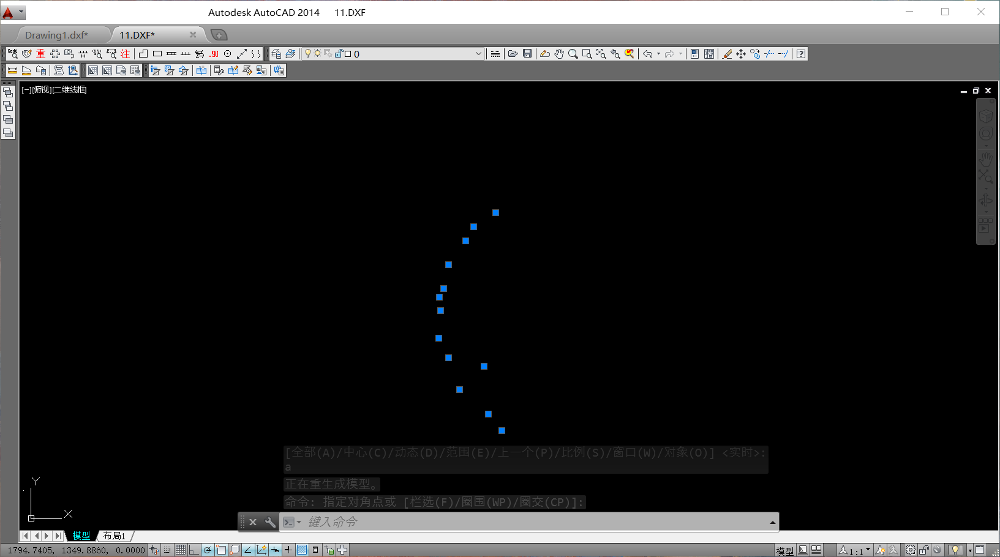 Autodesk AutoCAD 2014 11.DXF
Drawing1.dxf* 11.DXF*
Code 重 注 .91 0
[−][俯视][二维线框]
[全部(A)/中心(C)/动态(D)/范围(E)/上一个(P)/比例(S)/窗口(W)/对象(O)] <实时>:
a
正在重生成模型。
命令: 指定对角点或 [栏选(F)/圈围(WP)/圈交(CP)]:
Y
X
键入命令
模型 布局1
1794.7405, 1349.8860, 0.0000 模型 1:1